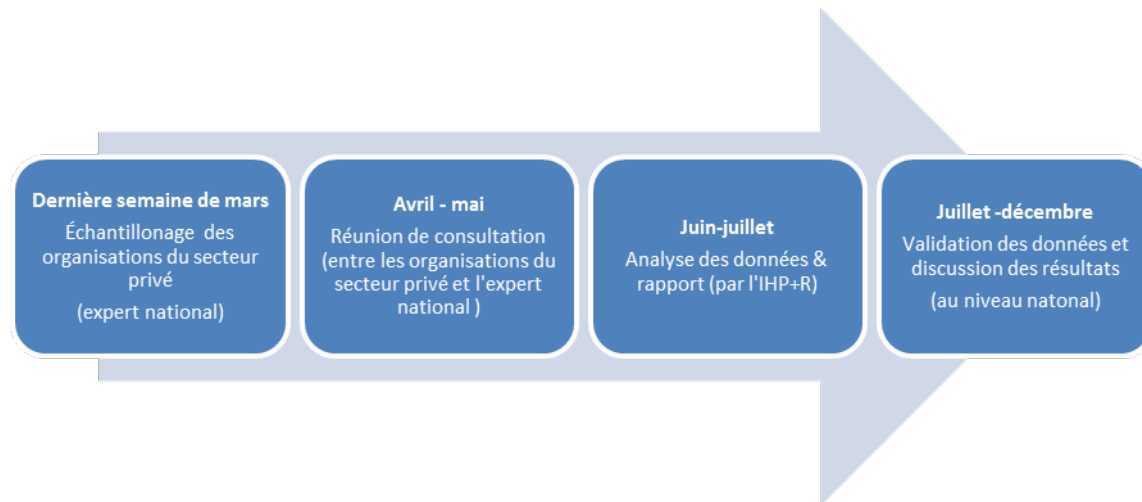 Dernière semaine de mars
Échantillonage des
organisations du secteur
privé
(expert national)
Avril - mai
Réunion de consultation
(entre les organisations du
secteur privé et l'expert
national )
Juin-juillet
Analyse des données &
rapport (par l'IHP+R)
Juillet -décembre
Validation des données et
discussion des résultats
(au niveau natonal)